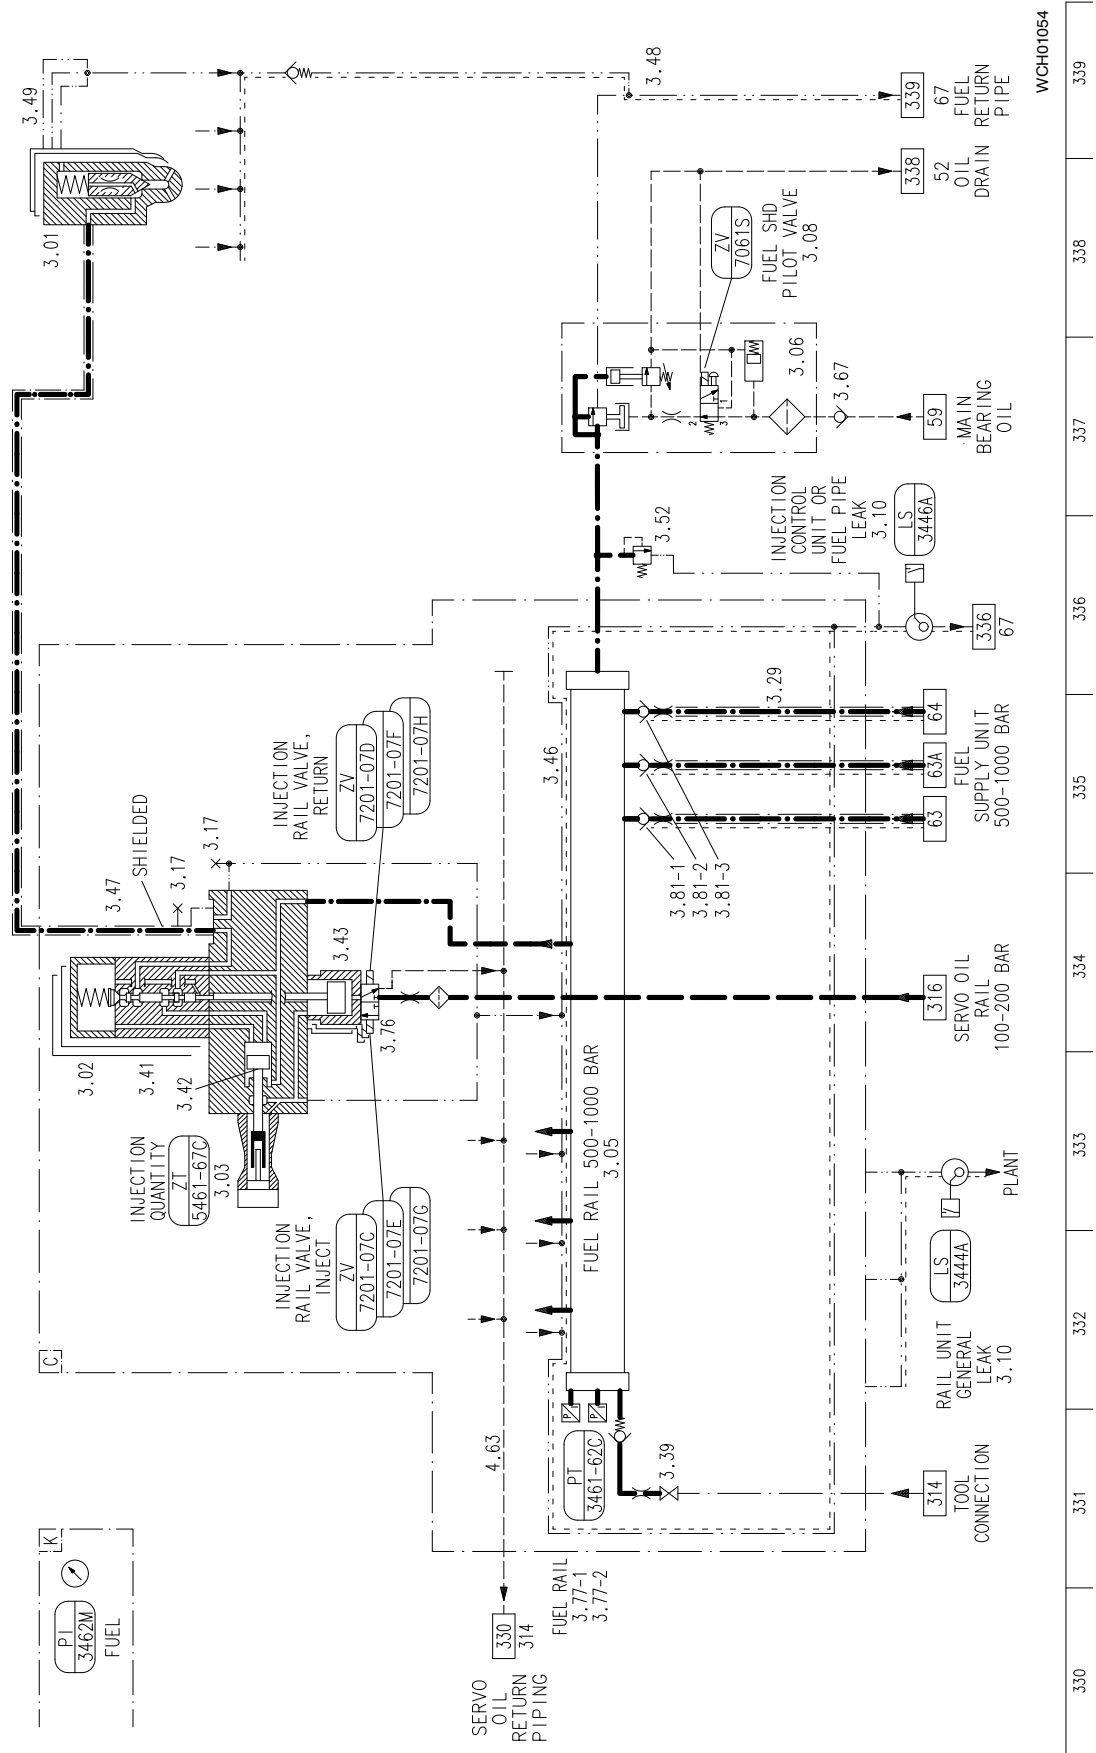 K
PI
3462M
FUEL
C
3.49
3.01
3.48
339
67
FUEL
RETURN
PIPE
338
52
OIL
DRAIN
ZV
7061S
FUEL SHD
PILOT VALVE
3.08
3.06
3.67
2
1
3
59
MAIN
BEARING
OIL
3.52
INJECTION
CONTROL
UNIT OR
FUEL PIPE
LEAK
3.10
LS
3446A
336
67
3.47
SHIELDED
3.17
3.17
3.02
3.41
3.42
3.43
3.76
INJECTION
QUANTITY
ZT
5461-67C
3.03
INJECTION
RAIL VALVE,
RETURN
ZV
7201-07D
7201-07F
7201-07H
INJECTION
RAIL VALVE,
INJECT
ZV
7201-07C
7201-07E
7201-07G
3.46
3.29
64
63A
63
FUEL
SUPPLY UNIT
500-1000 BAR
3.81-1
3.81-2
3.81-3
316
SERVO OIL
RAIL
100-200 BAR
FUEL RAIL 500-1000 BAR
3.05
PLANT
LS
3444A
RAIL UNIT
GENERAL
LEAK
3.10
4.63
P
P
PT
3461-62C
3.39
314
TOOL
CONNECTION
FUEL RAIL
3.77-1
3.77-2
330
314
SERVO
OIL
RETURN
PIPING
WCH01054
330
331
332
333
334
335
336
337
338
339